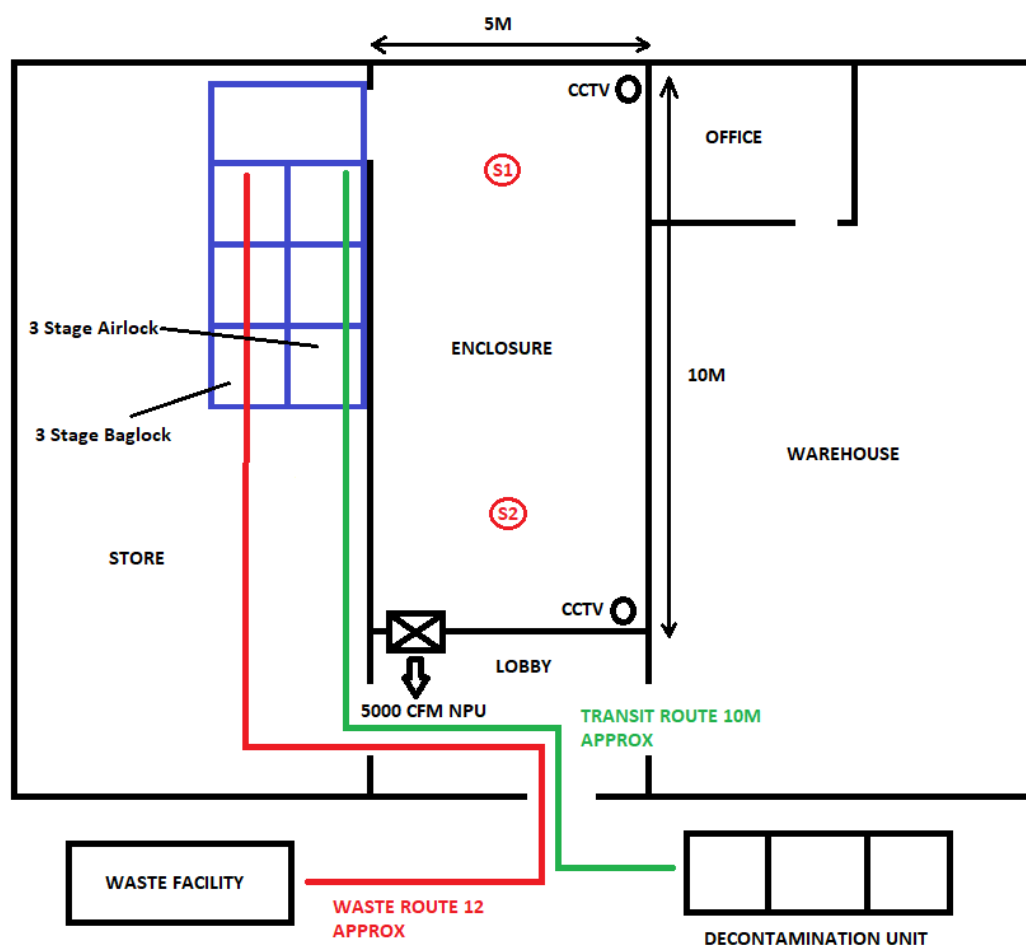 5M
CCTV
OFFICE
S1
3 Stage Airlock
ENCLOSURE
10M
3 Stage Baglock
WAREHOUSE
S2
STORE
CCTV
LOBBY
5000 CFM NPU
TRANSIT ROUTE 10M
APPROX
WASTE FACILITY
WASTE ROUTE 12
APPROX
DECONTAMINATION UNIT